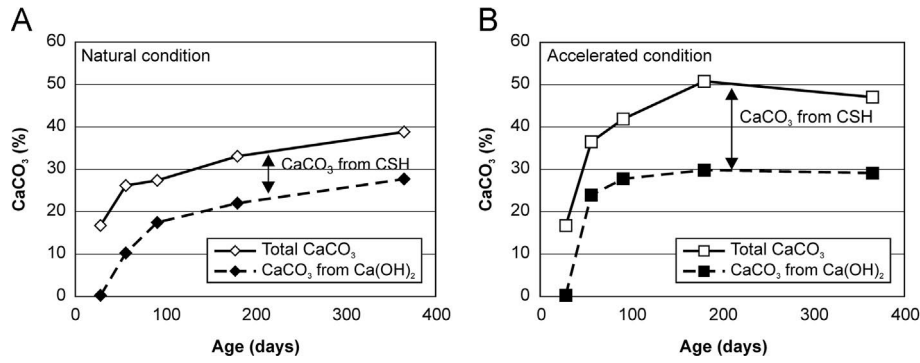 A
Natural condition
60
50
40
30
20
10
0
CaCO₃ (%)
CaCO₃ from CSH
Total CaCO₃
CaCO₃ from Ca(OH)₂
0 100 200 300 400
Age (days)
B
Accelerated condition
60
50
40
30
20
10
0
CaCO₃ (%)
CaCO₃ from CSH
Total CaCO₃
CaCO₃ from Ca(OH)₂
0 100 200 300 400
Age (days)